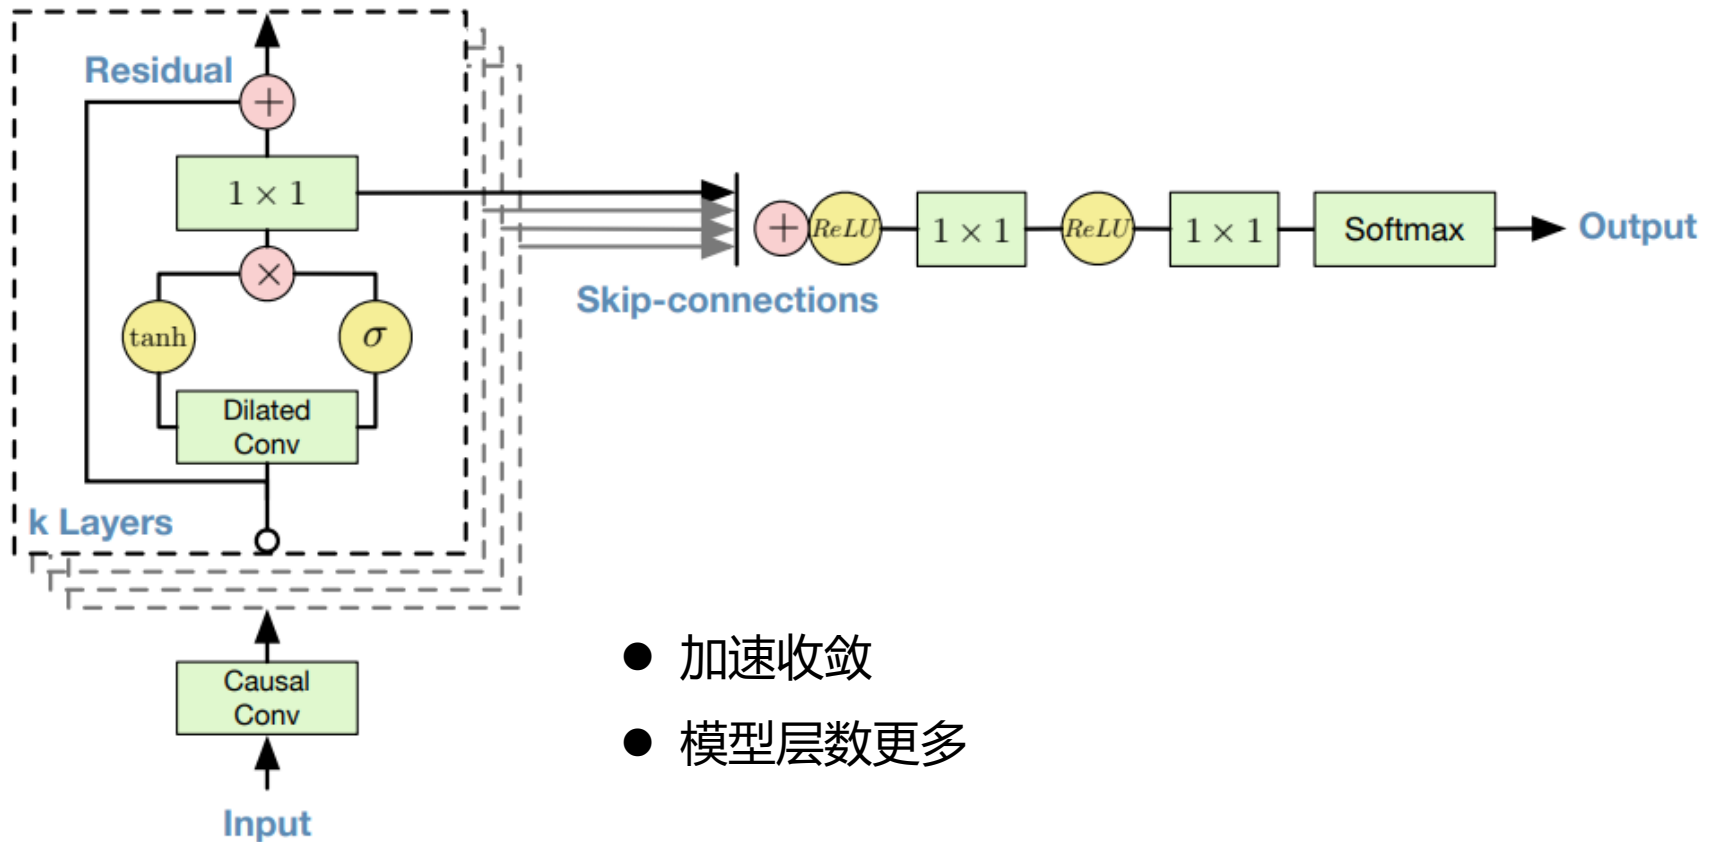 Residual
+
1 × 1
×
tanh
σ
Dilated
Conv
k Layers
Causal
Conv
Input
+
ReLU
1 × 1
ReLU
1 × 1
Softmax
Output
Skip-connections
● 加速收敛
● 模型层数更多